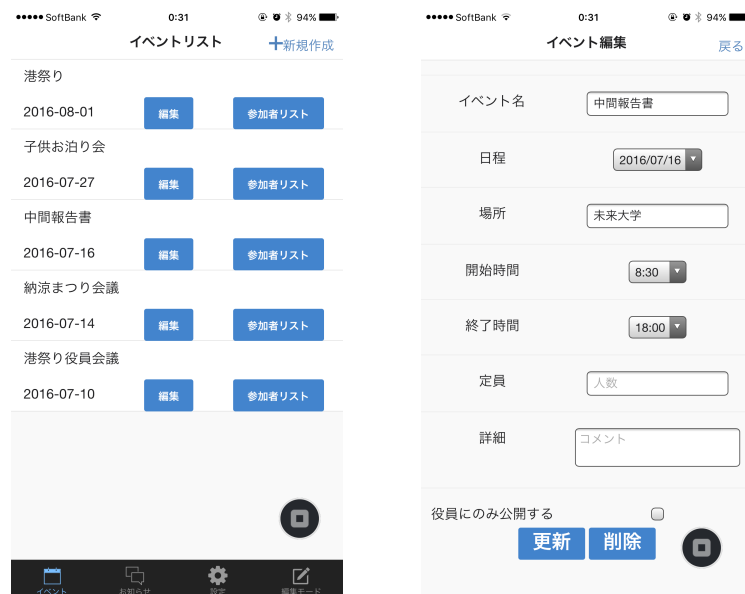 SoftBank 0:31 94%
イベントリスト +新規作成
港祭り
2016-08-01 編集 参加者リスト
子供お泊り会
2016-07-27 編集 参加者リスト
中間報告書
2016-07-16 編集 参加者リスト
納涼まつり会議
2016-07-14 編集 参加者リスト
港祭り役員会議
2016-07-10 編集 参加者リスト
イベント お知らせ 設定 編集モード
SoftBank 0:31 94%
イベント編集 戻る
イベント名 中間報告書
日程 2016/07/16
場所 未来大学
開始時間 8:30
終了時間 18:00
定員 人数
詳細 コメント
役員にのみ公開する
更新 削除